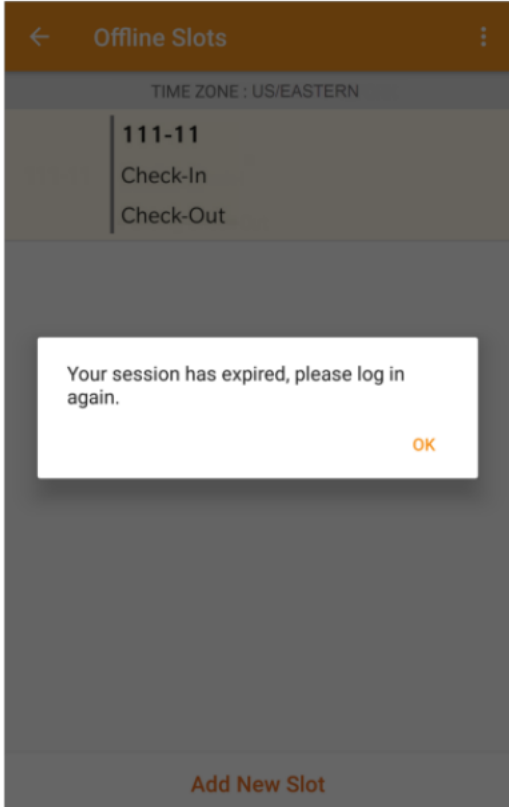 Offline Slots
TIME ZONE : US/EASTERN
111-11
Check-In
Check-Out
Your session has expired, please log in
again.
OK
Add New Slot